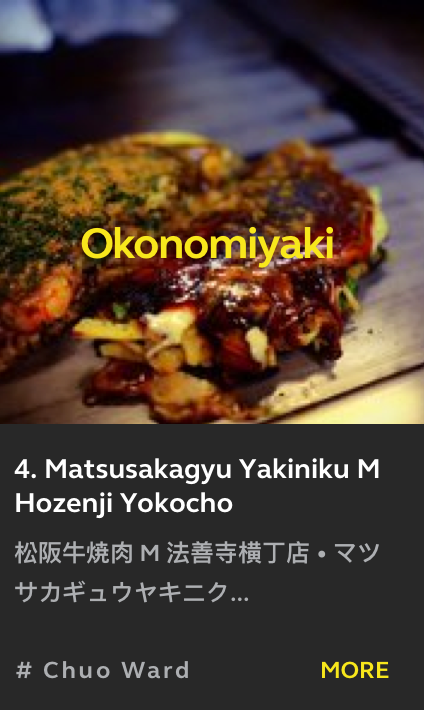 Okonomiyaki
4. Matsusakagyu Yakiniku M
Hozenji Yokocho
松阪牛焼肉 M 法善寺横丁店 • マツ
サカギュウヤキニク...
# Chuo Ward
MORE